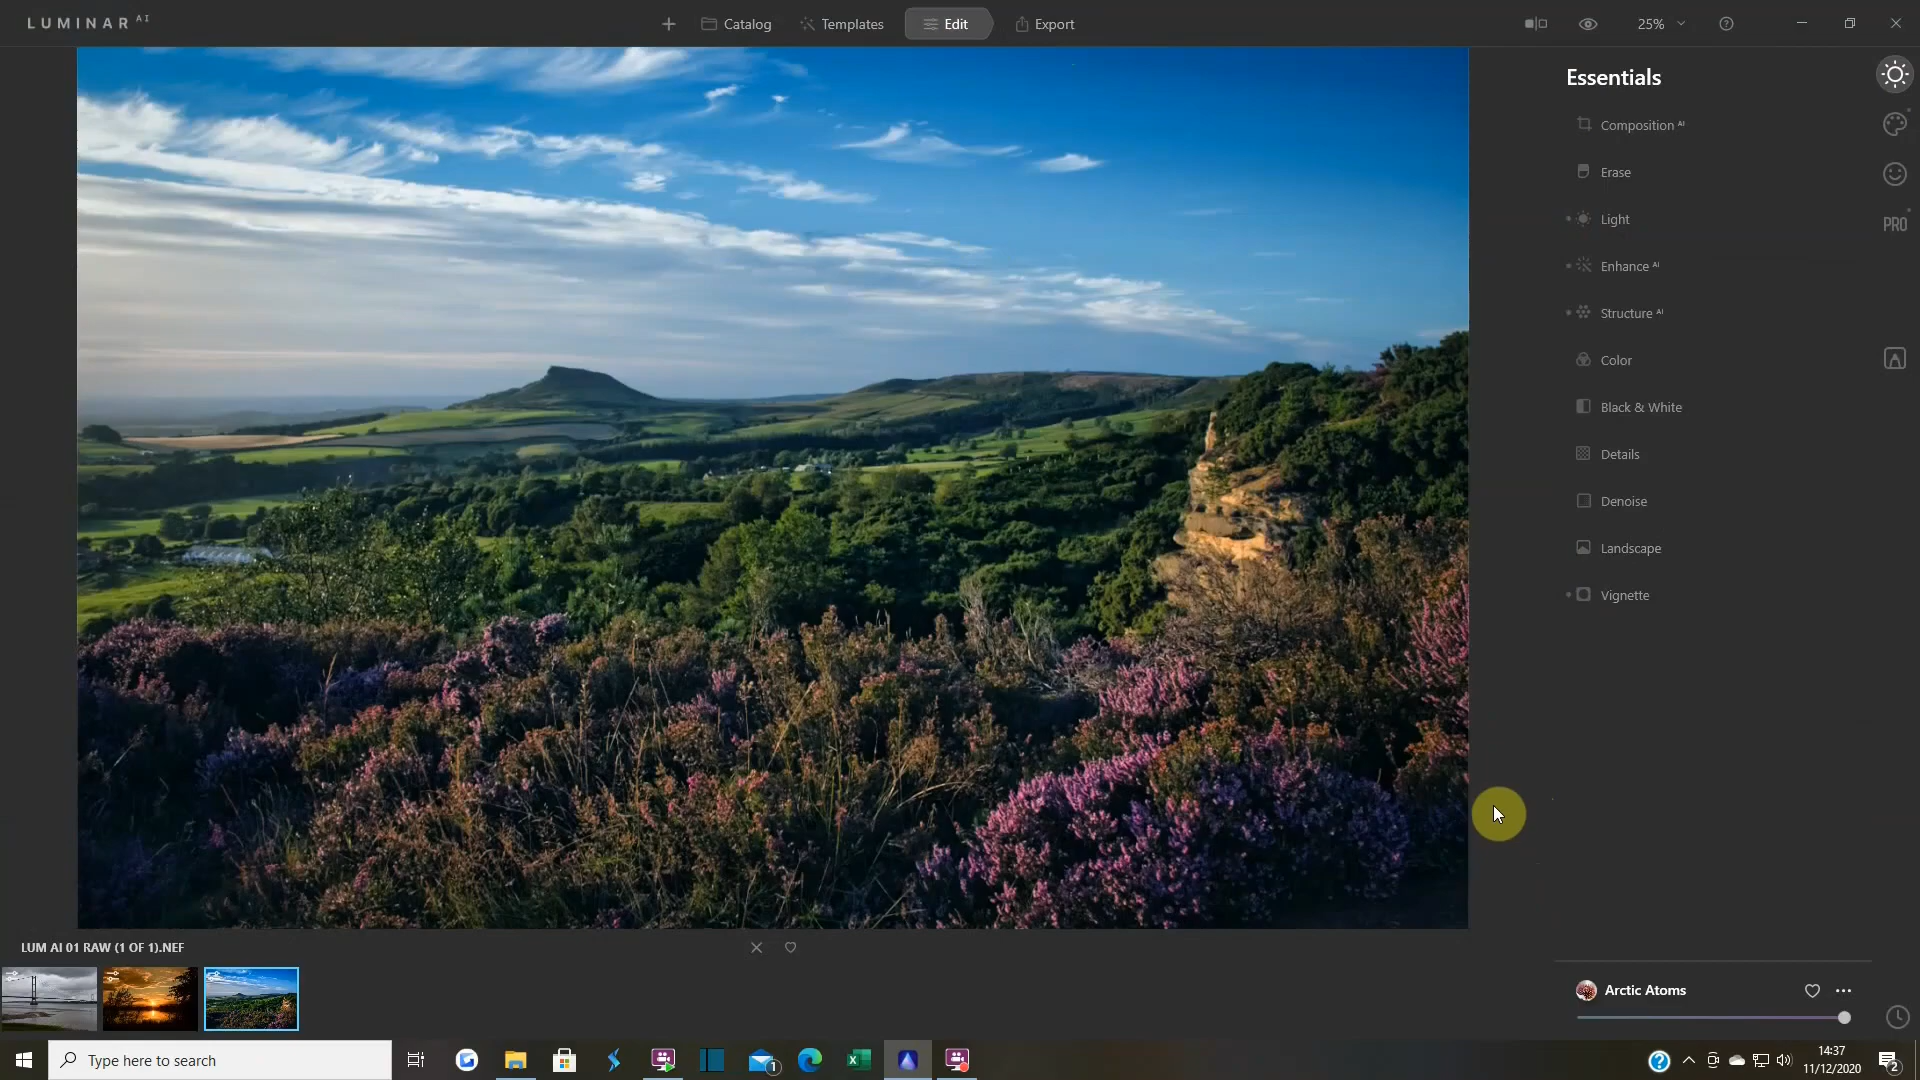 LUMINAR AI
Catalog
Templates
Edit
Export
25%
Essentials
Composition AI
Erase
Light
PRO
Enhance AI
Structure AI
Color
Black & White
Details
Denoise
Landscape
Vignette
LUM AI 01 RAW (1 OF 1).NEF
Arctic Atoms
Type here to search
1
14:37
11/12/2020
2